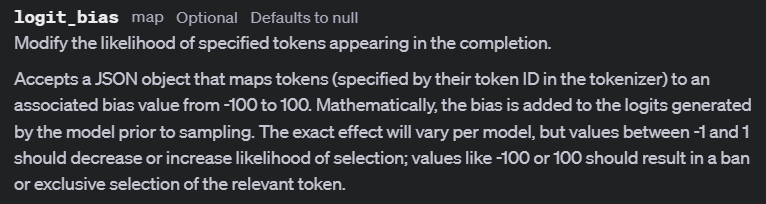 logit_bias map Optional Defaults to null
Modify the likelihood of specified tokens appearing in the completion.
Accepts a JSON object that maps tokens (specified by their token ID in the tokenizer) to an
associated bias value from -100 to 100. Mathematically, the bias is added to the logits generated
by the model prior to sampling. The exact effect will vary per model, but values between -1 and 1
should decrease or increase likelihood of selection; values like -100 or 100 should result in a ban
or exclusive selection of the relevant token.